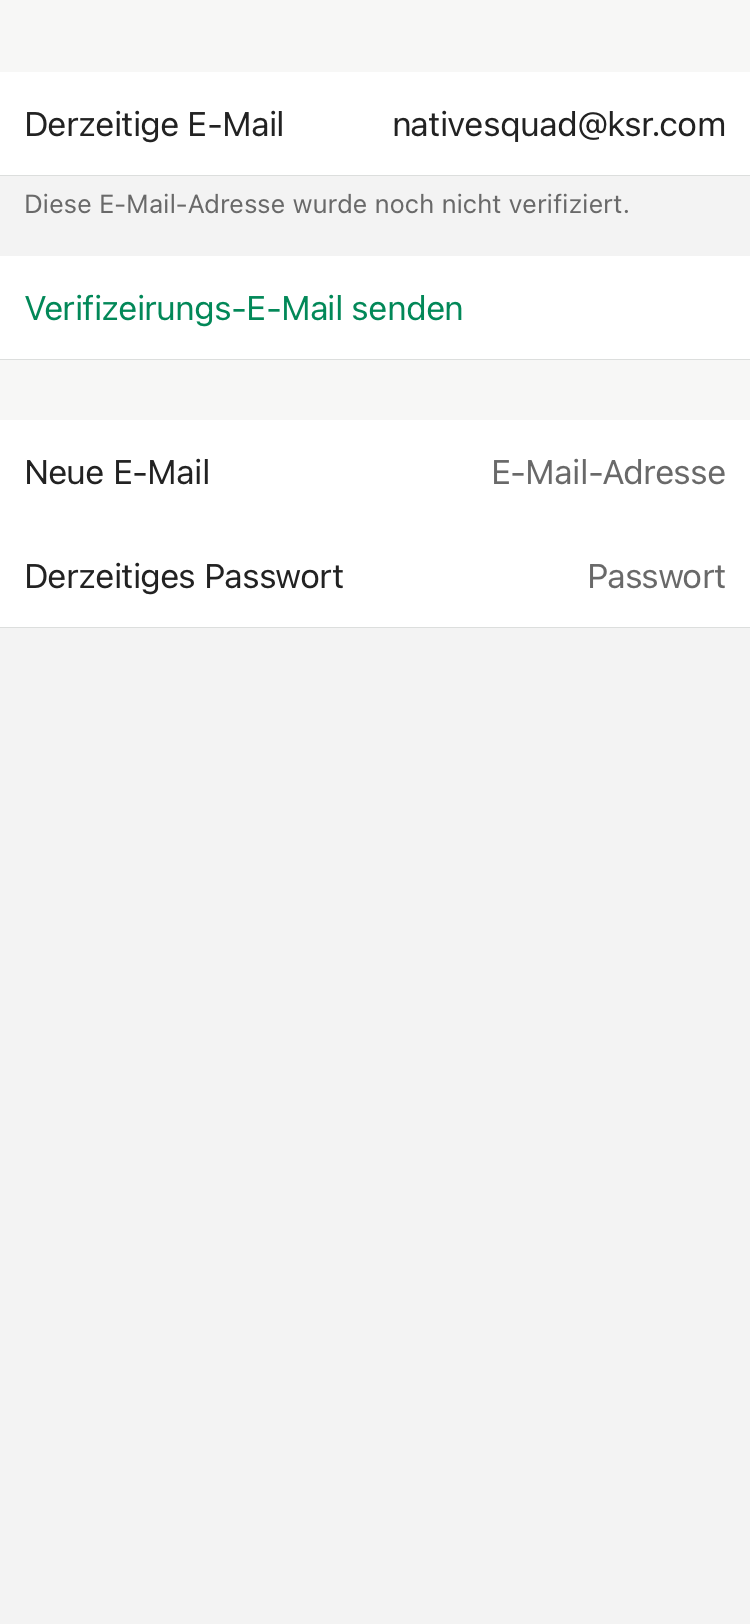 Derzeitige E-Mail nativesquad@ksr.com
Diese E-Mail-Adresse wurde noch nicht verifiziert.
Verifizeirungs-E-Mail senden
Neue E-Mail E-Mail-Adresse
Derzeitiges Passwort Passwort